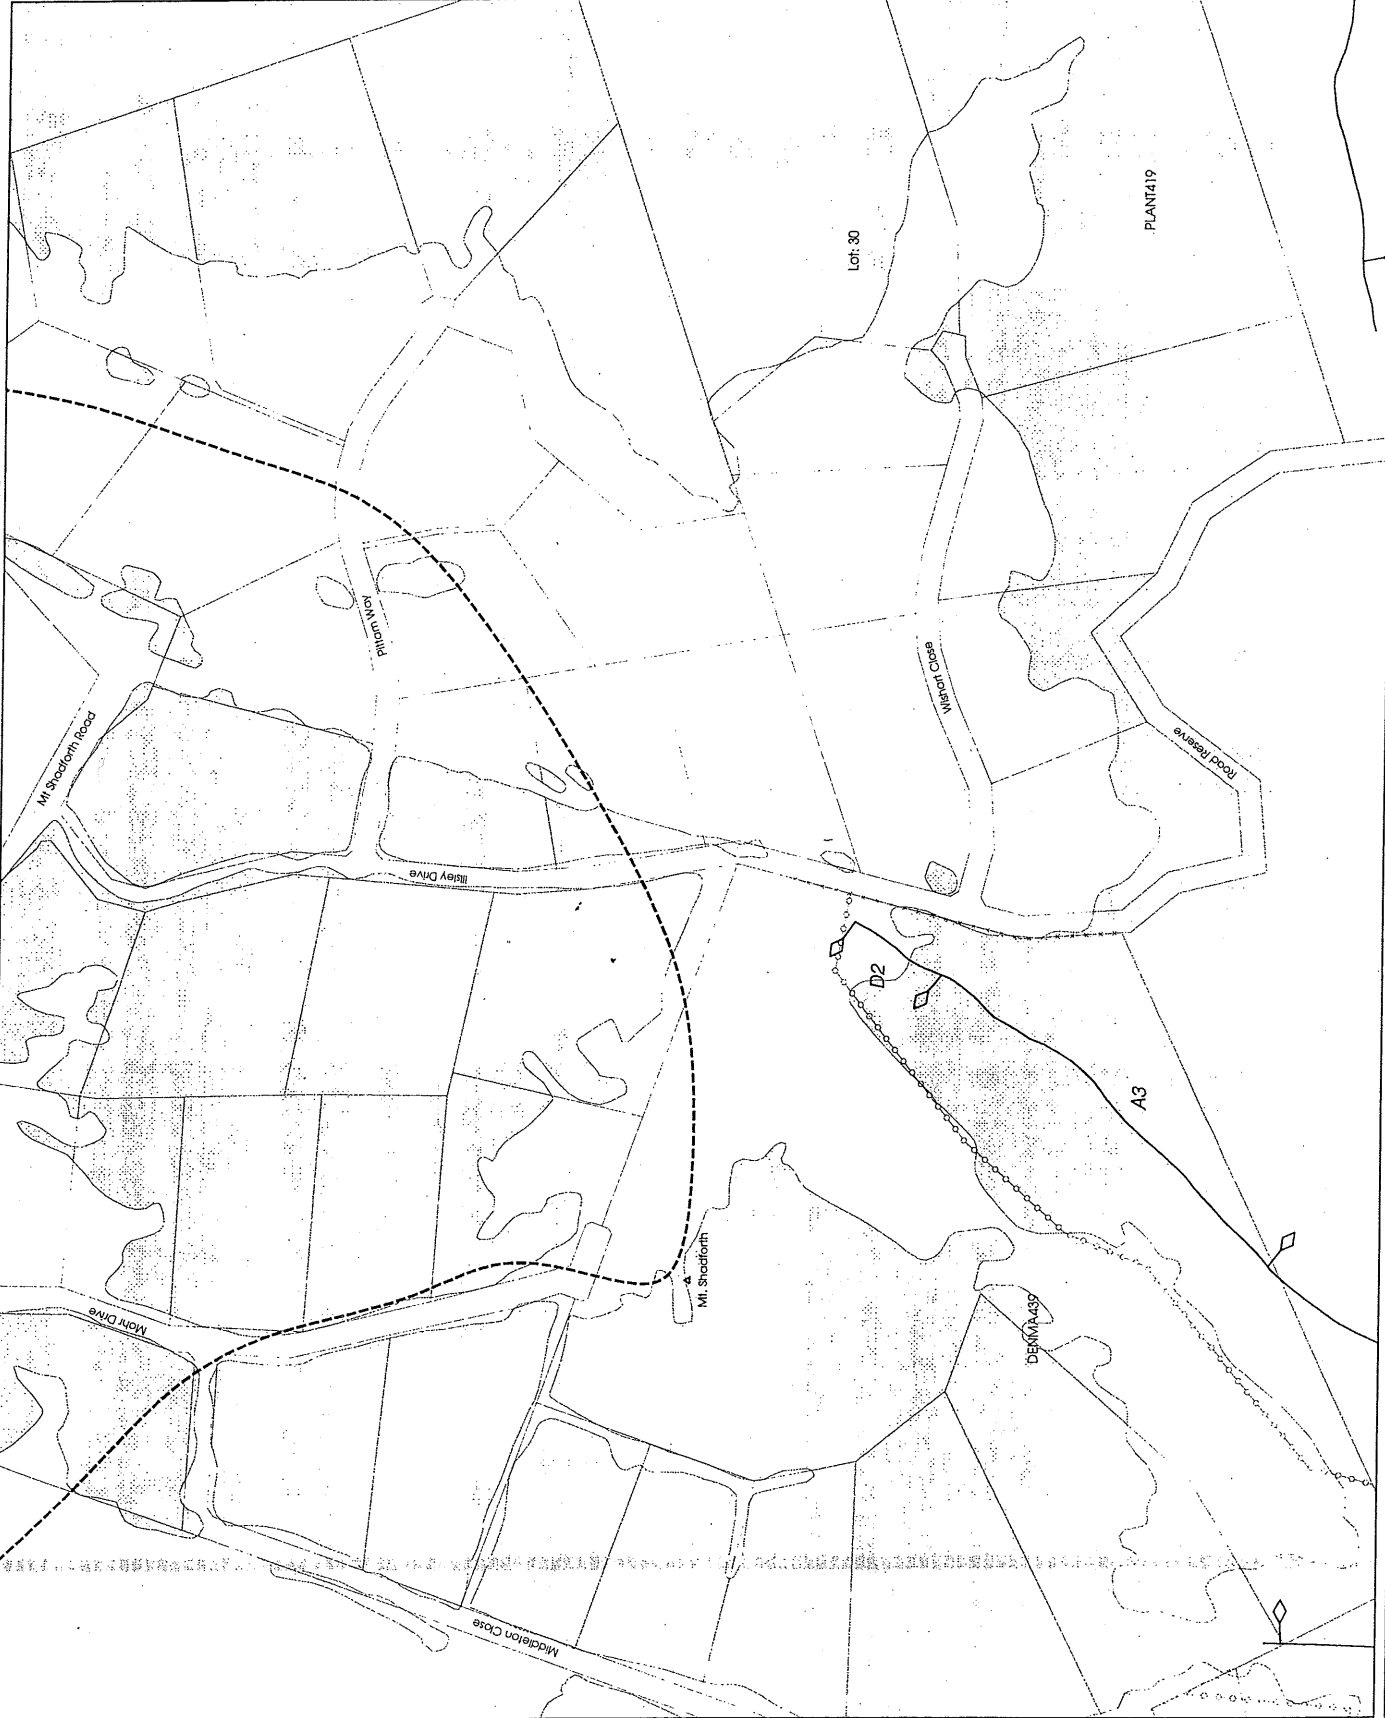 Lot: 30
PLANT419
Pittam Way
Wishart Close
Mt Shadforth Road
Road Reserve
Illsley Drive
D2
A3
Mt. Shadforth
Mohr Drive
DENMA439
Middleton Close